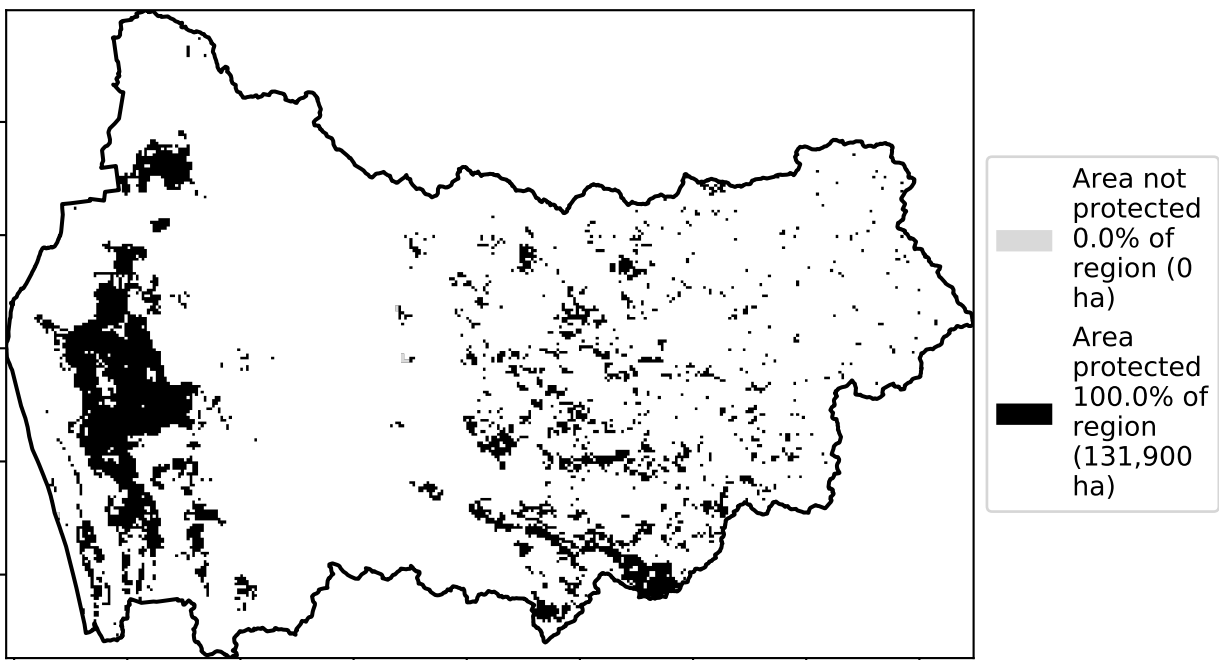 Area not
protected
0.0% of
region (0
ha)
Area
protected
100.0% of
region
(131,900
ha)